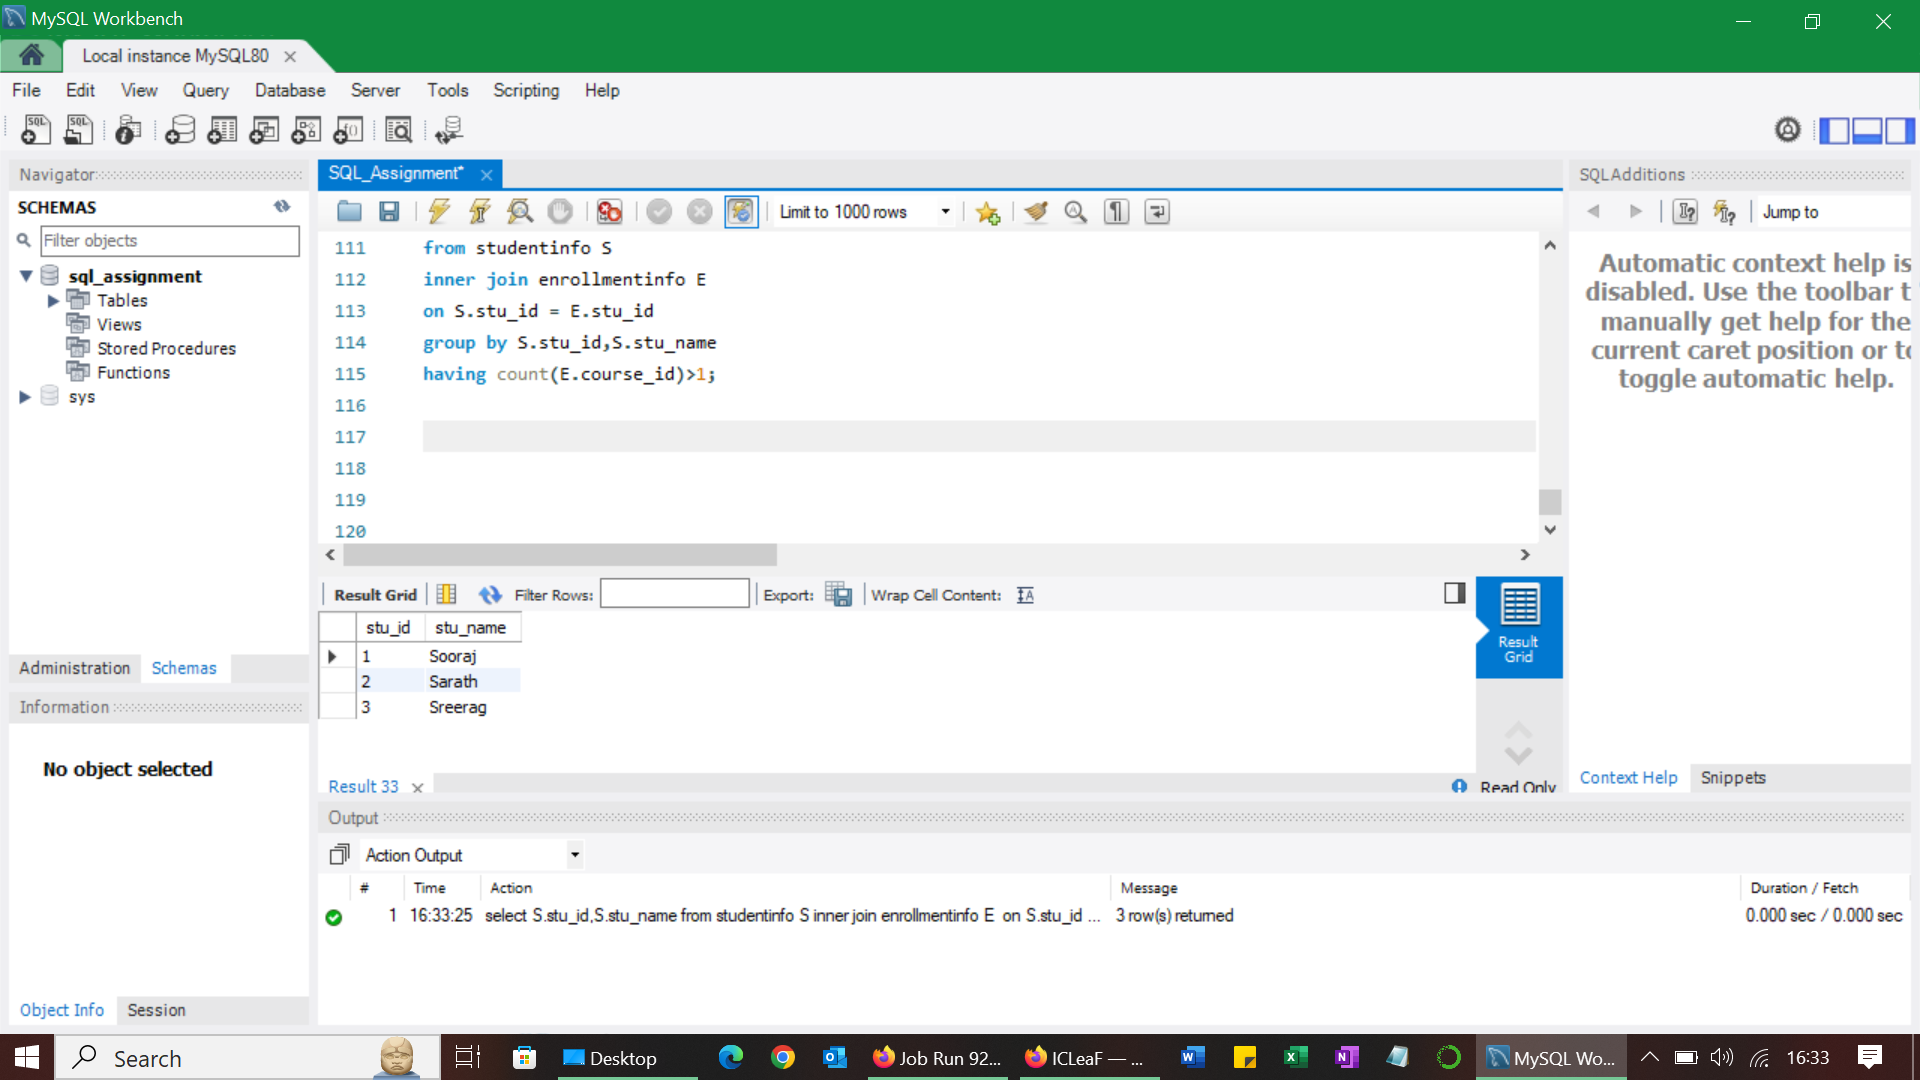 MySQL Workbench
Local instance MySQL80
File Edit View Query Database Server Tools Scripting Help
Navigator
SCHEMAS
Filter objects
sql_assignment
Tables
Views
Stored Procedures
Functions
sys
Administration Schemas
Information
No object selected
Object Info Session
SQL_Assignment*
Limit to 1000 rows
111 from studentinfo S
112 inner join enrollmentinfo E
113 on S.stu_id = E.stu_id
114 group by S.stu_id,S.stu_name
115 having count(E.course_id)>1;
116
117
118
119
120
Result Grid Filter Rows: Export: Wrap Cell Content:
stu_id stu_name
1 Sooraj
2 Sarath
3 Sreerag
Result
Grid
Result 33
Read Only
SQLAdditions
Jump to
Automatic context help is
disabled. Use the toolbar t
manually get help for the
current caret position or to
toggle automatic help.
Context Help Snippets
Output
Action Output
# Time Action Message Duration / Fetch
1 16:33:25 select S.stu_id,S.stu_name from studentinfo S inner join enrollmentinfo E on S.stu_id ... 3 row(s) returned 0.000 sec / 0.000 sec
Search
Desktop
Job Run 92...
ICLeaF — ...
MySQL Wo...
16:33